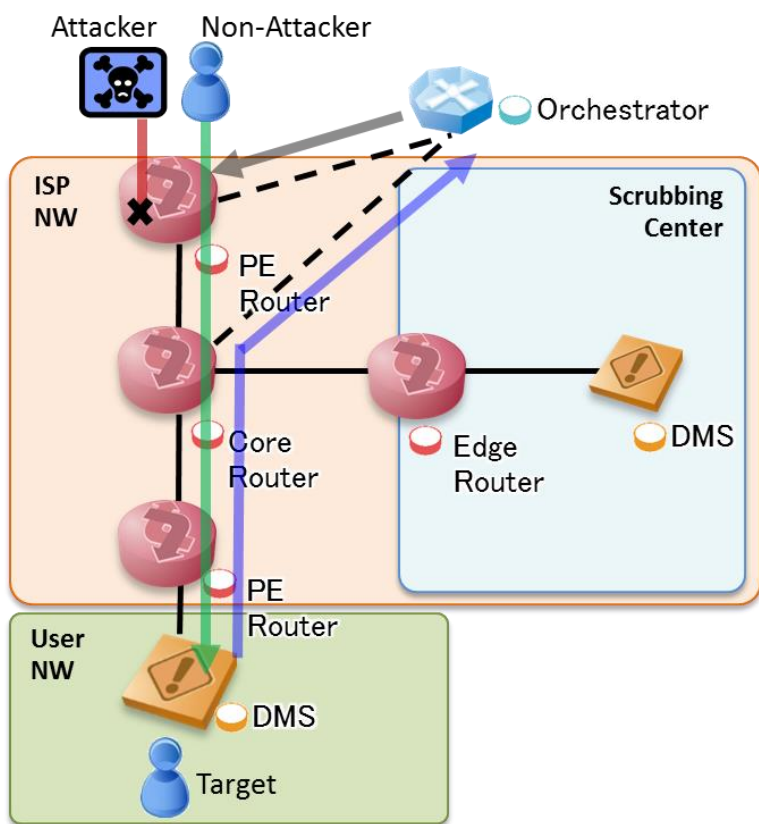 Attacker
Non-Attacker
Orchestrator
ISP
NW
Scrubbing
Center
PE
Router
Core
Router
Edge
Router
DMS
PE
Router
User
NW
DMS
Target